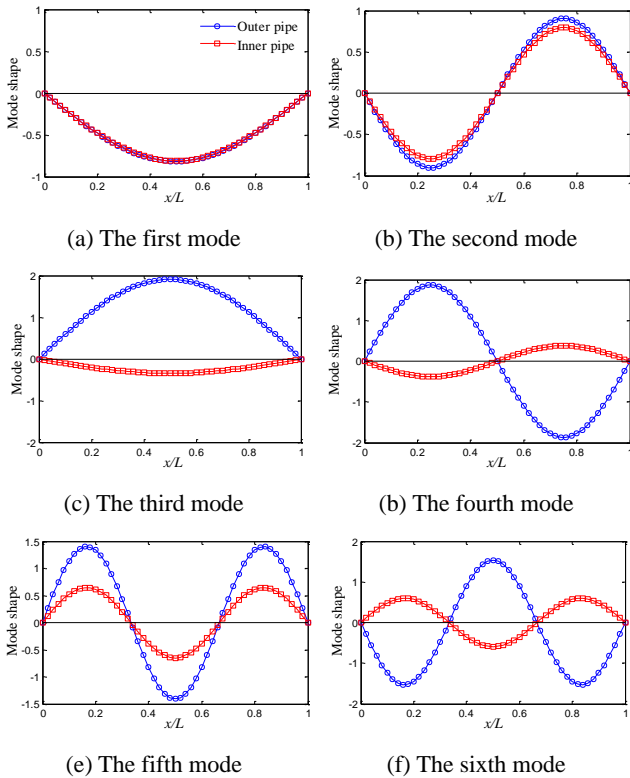 1
0.5
0
-0.5
-1
Mode shape
Outer pipe
Inner pipe
0 0.2 0.4 0.6 0.8 1
x/L
(a) The first mode
1
0.5
0
-0.5
-1
Mode shape
0 0.2 0.4 0.6 0.8 1
x/L
(b) The second mode
2
1
0
-1
-2
Mode shape
0 0.2 0.4 0.6 0.8 1
x/L
(c) The third mode
2
1
0
-1
-2
Mode shape
0 0.2 0.4 0.6 0.8 1
x/L
(b) The fourth mode
1.5
1
0.5
0
-0.5
-1
-1.5
Mode shape
0 0.2 0.4 0.6 0.8 1
x/L
(e) The fifth mode
2
1
0
-1
-2
Mode shape
0 0.2 0.4 0.6 0.8 1
x/L
(f) The sixth mode